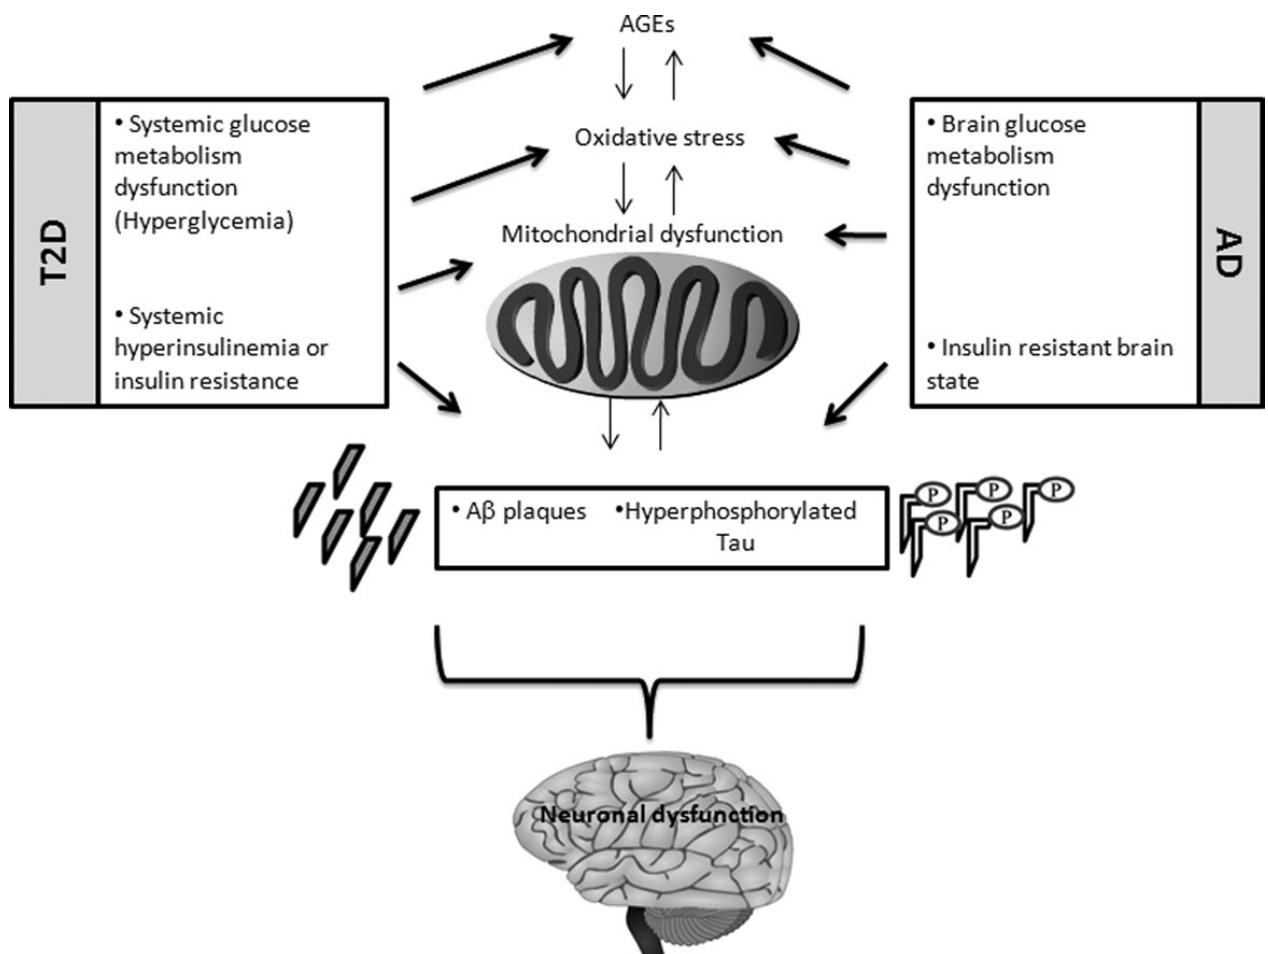 AGEs
Oxidative stress
Mitochondrial dysfunction
T2D
• Systemic glucose
metabolism
dysfunction
(Hyperglycemia)
• Systemic
hyperinsulinemia or
insulin resistance
• Brain glucose
metabolism
dysfunction
• Insulin resistant brain
state
AD
• Aβ plaques
•Hyperphosphorylated
Tau
P
P
P
P
P
Neuronal dysfunction